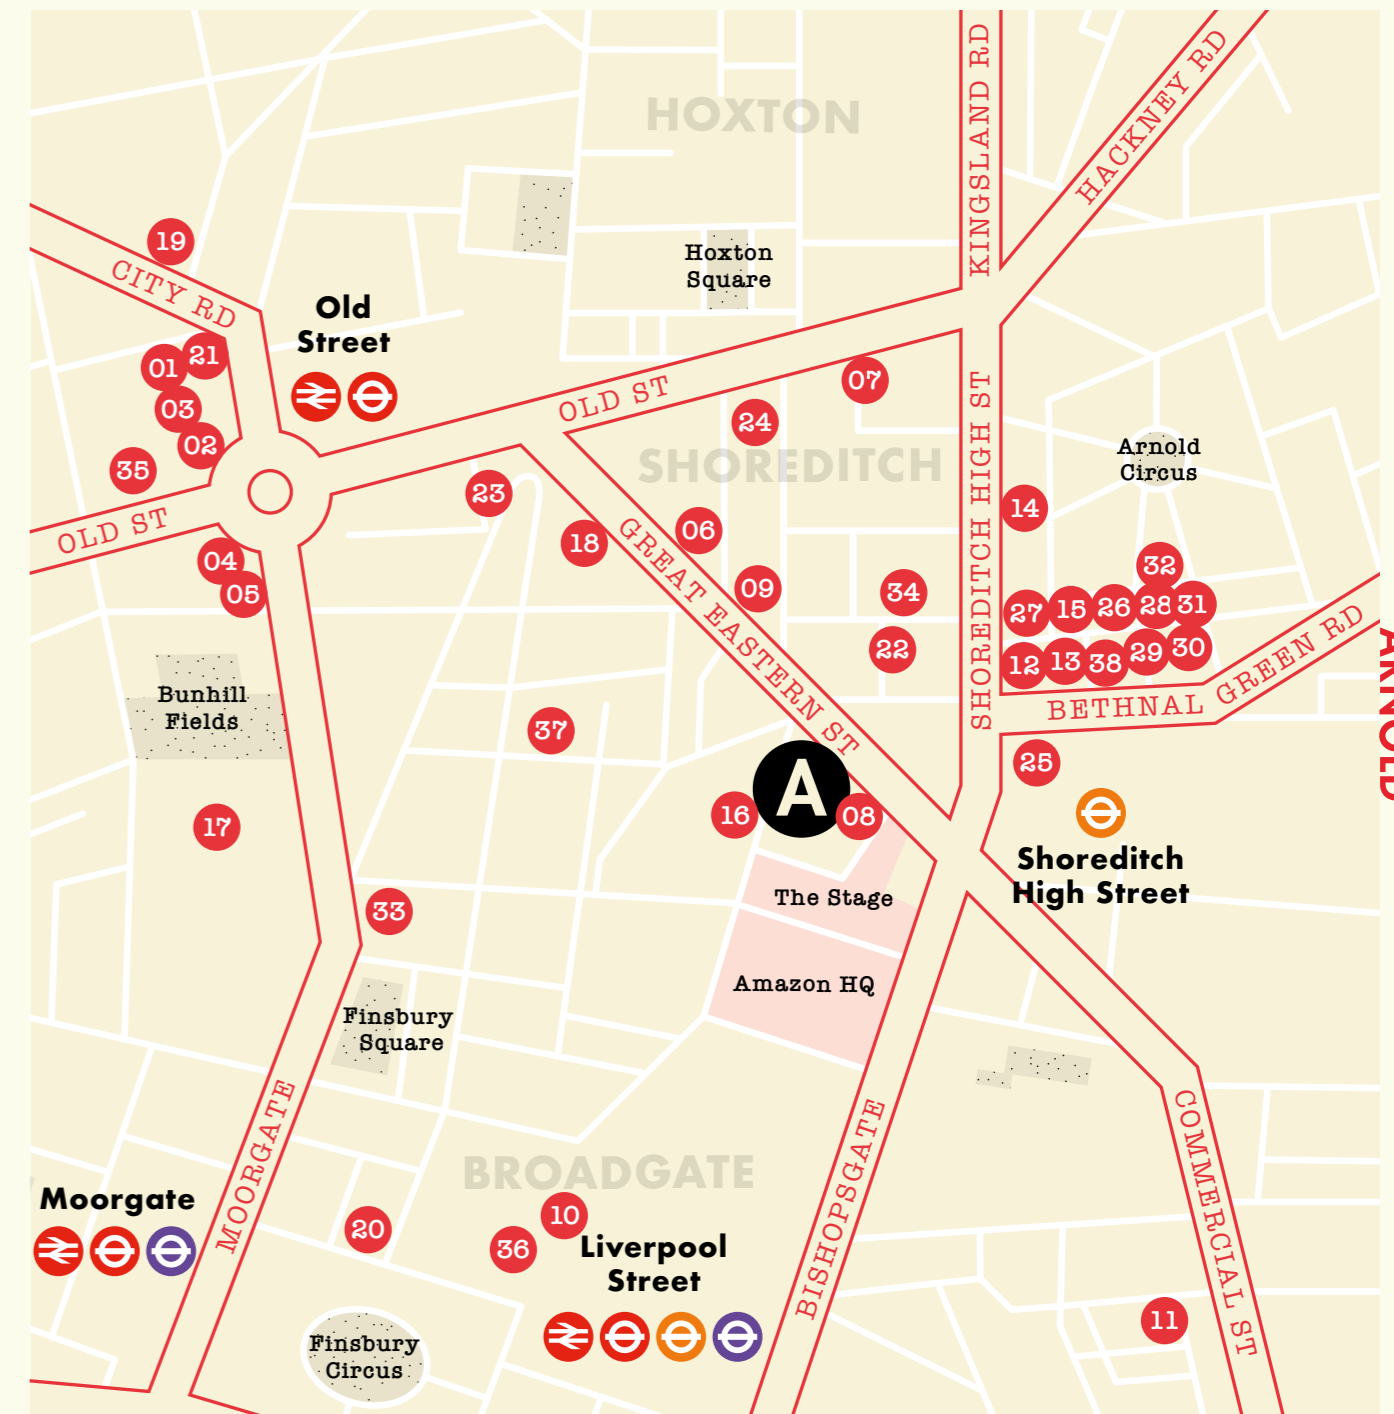 HOXTON
KINGSLAND RD
HACKNEY RD
19
CITY RD
Hoxton
Square
Old
Street
01
21
03
02
35
OLD ST
07
24
SHOREDITCH
SHOREDITCH HIGH ST
Arnold
Circus
23
14
OLD ST
18
06
GREAT EASTERN ST
04
05
09
34
22
32
27
15
26
28
31
12
13
38
29
30
BETHNAL GREEN RD
ARNOLD
Bunhill
Fields
37
25
A
16
08
17
Shoreditch
High Street
The Stage
33
Amazon HQ
Finsbury
Square
MOORGATE
BISHOPSGATE
COMMERCIAL ST
BROADGATE
Moorgate
20
10
36
Liverpool
Street
11
Finsbury
Circus